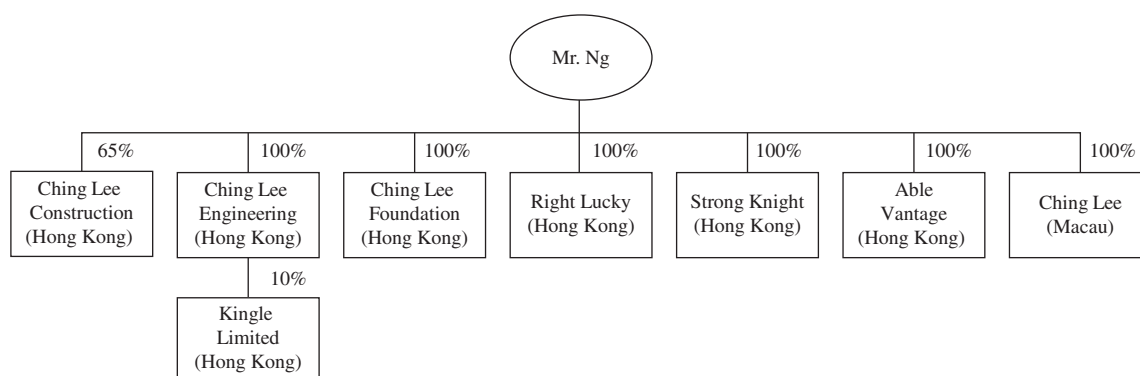 Mr. Ng
65%
100%
100%
100%
100%
100%
100%
Ching Lee
Construction
(Hong Kong)
Ching Lee
Engineering
(Hong Kong)
Ching Lee
Foundation
(Hong Kong)
Right Lucky
(Hong Kong)
Strong Knight
(Hong Kong)
Able
Vantage
(Hong Kong)
Ching Lee
(Macau)
10%
Kingle
Limited
(Hong Kong)